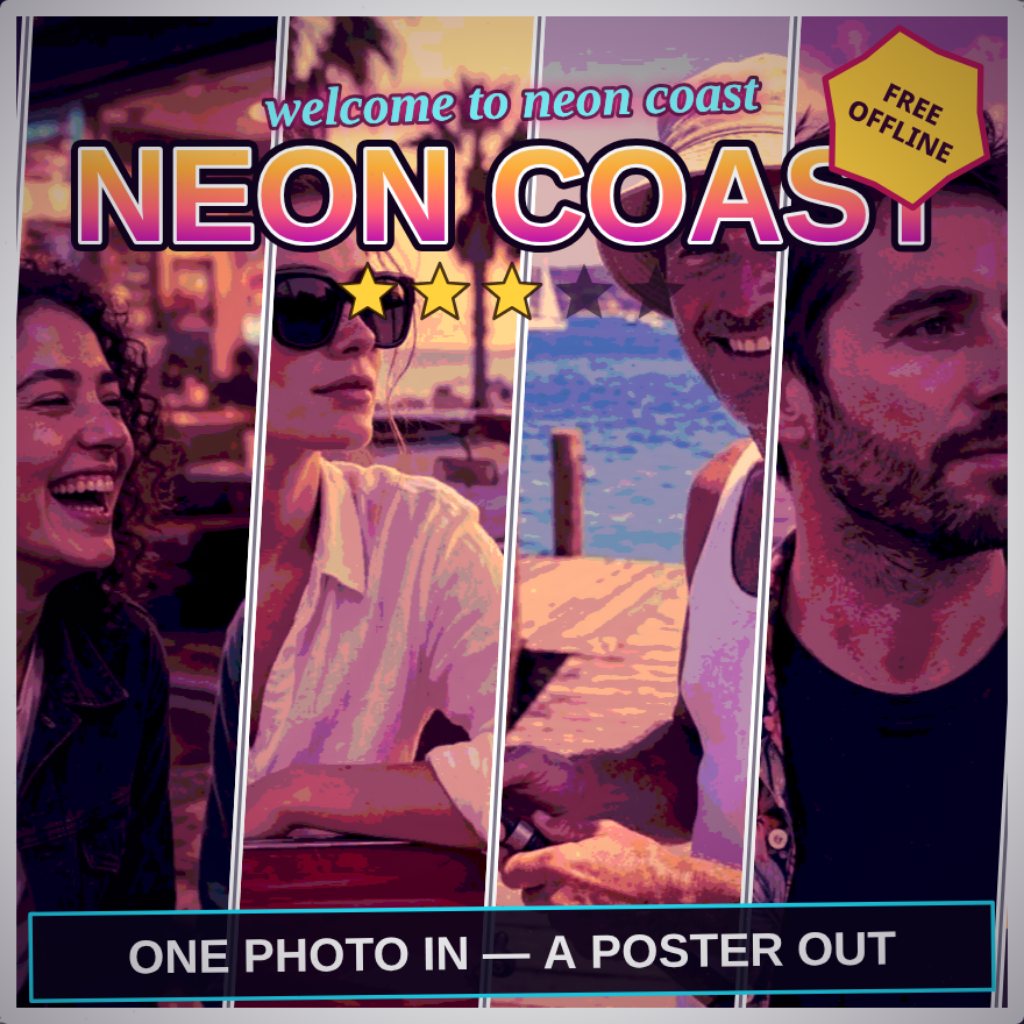 welcome to neon coast
NEON COAST
FREE
OFFLINE
ONE PHOTO IN — A POSTER OUT